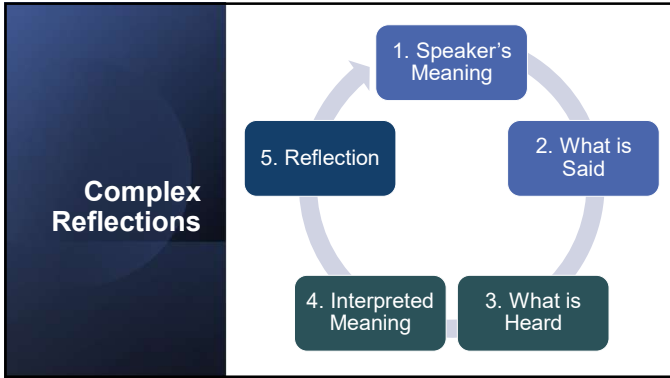 Complex
Reflections
1. Speaker's
Meaning
2. What is
Said
3. What is
Heard
4. Interpreted
Meaning
5. Reflection